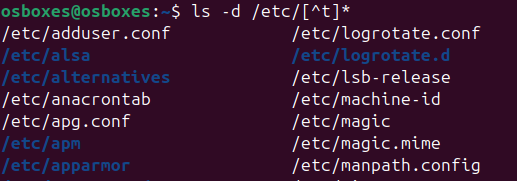 osboxes@osboxes:~$ ls -d /etc/[^t]*
/etc/adduser.conf /etc/logrotate.conf
/etc/alsa /etc/logrotate.d
/etc/alternatives /etc/lsb-release
/etc/anacrontab /etc/machine-id
/etc/apg.conf /etc/magic
/etc/apm /etc/magic.mime
/etc/apparmor /etc/manpath.config